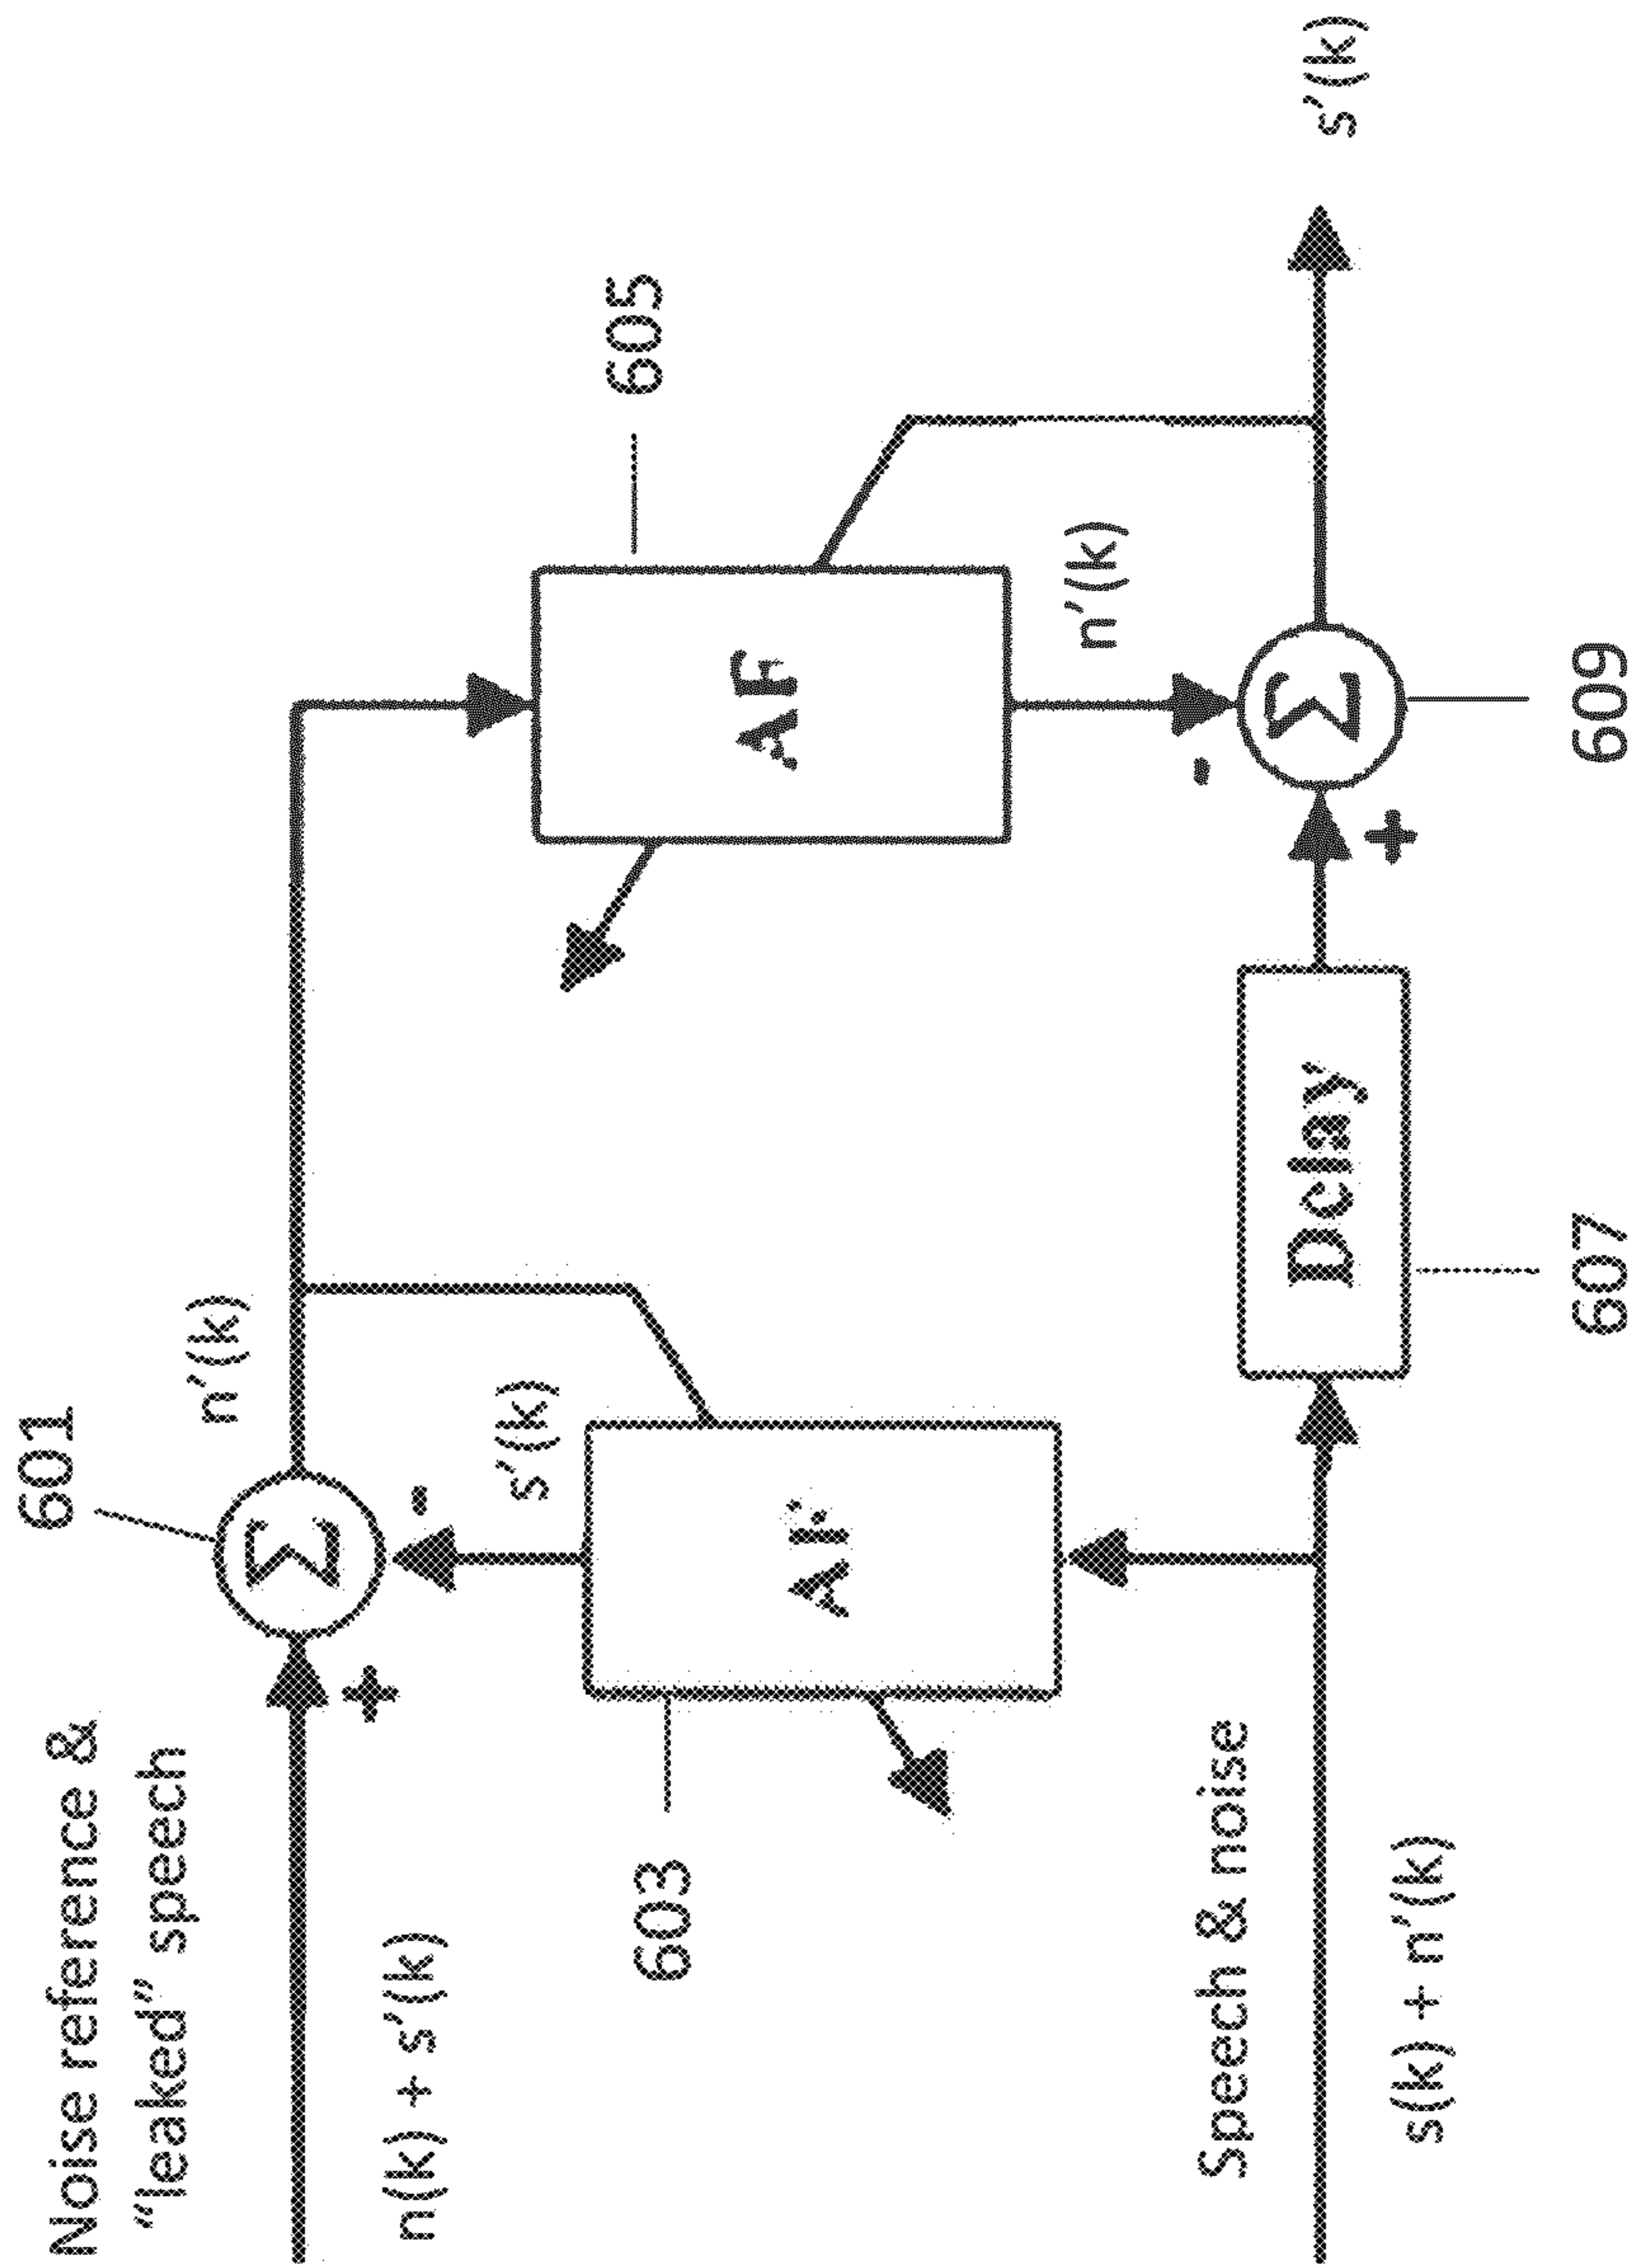 Noise reference &
“leaked” speech
n(k) + s’(k)
601
n’(k)
s’(k)
603
AF
605
AF
n’(k)
Speech & noise
s(k) + n’(k)
Delay
607
609
s’(k)
+
-
-
+
Σ
Σ